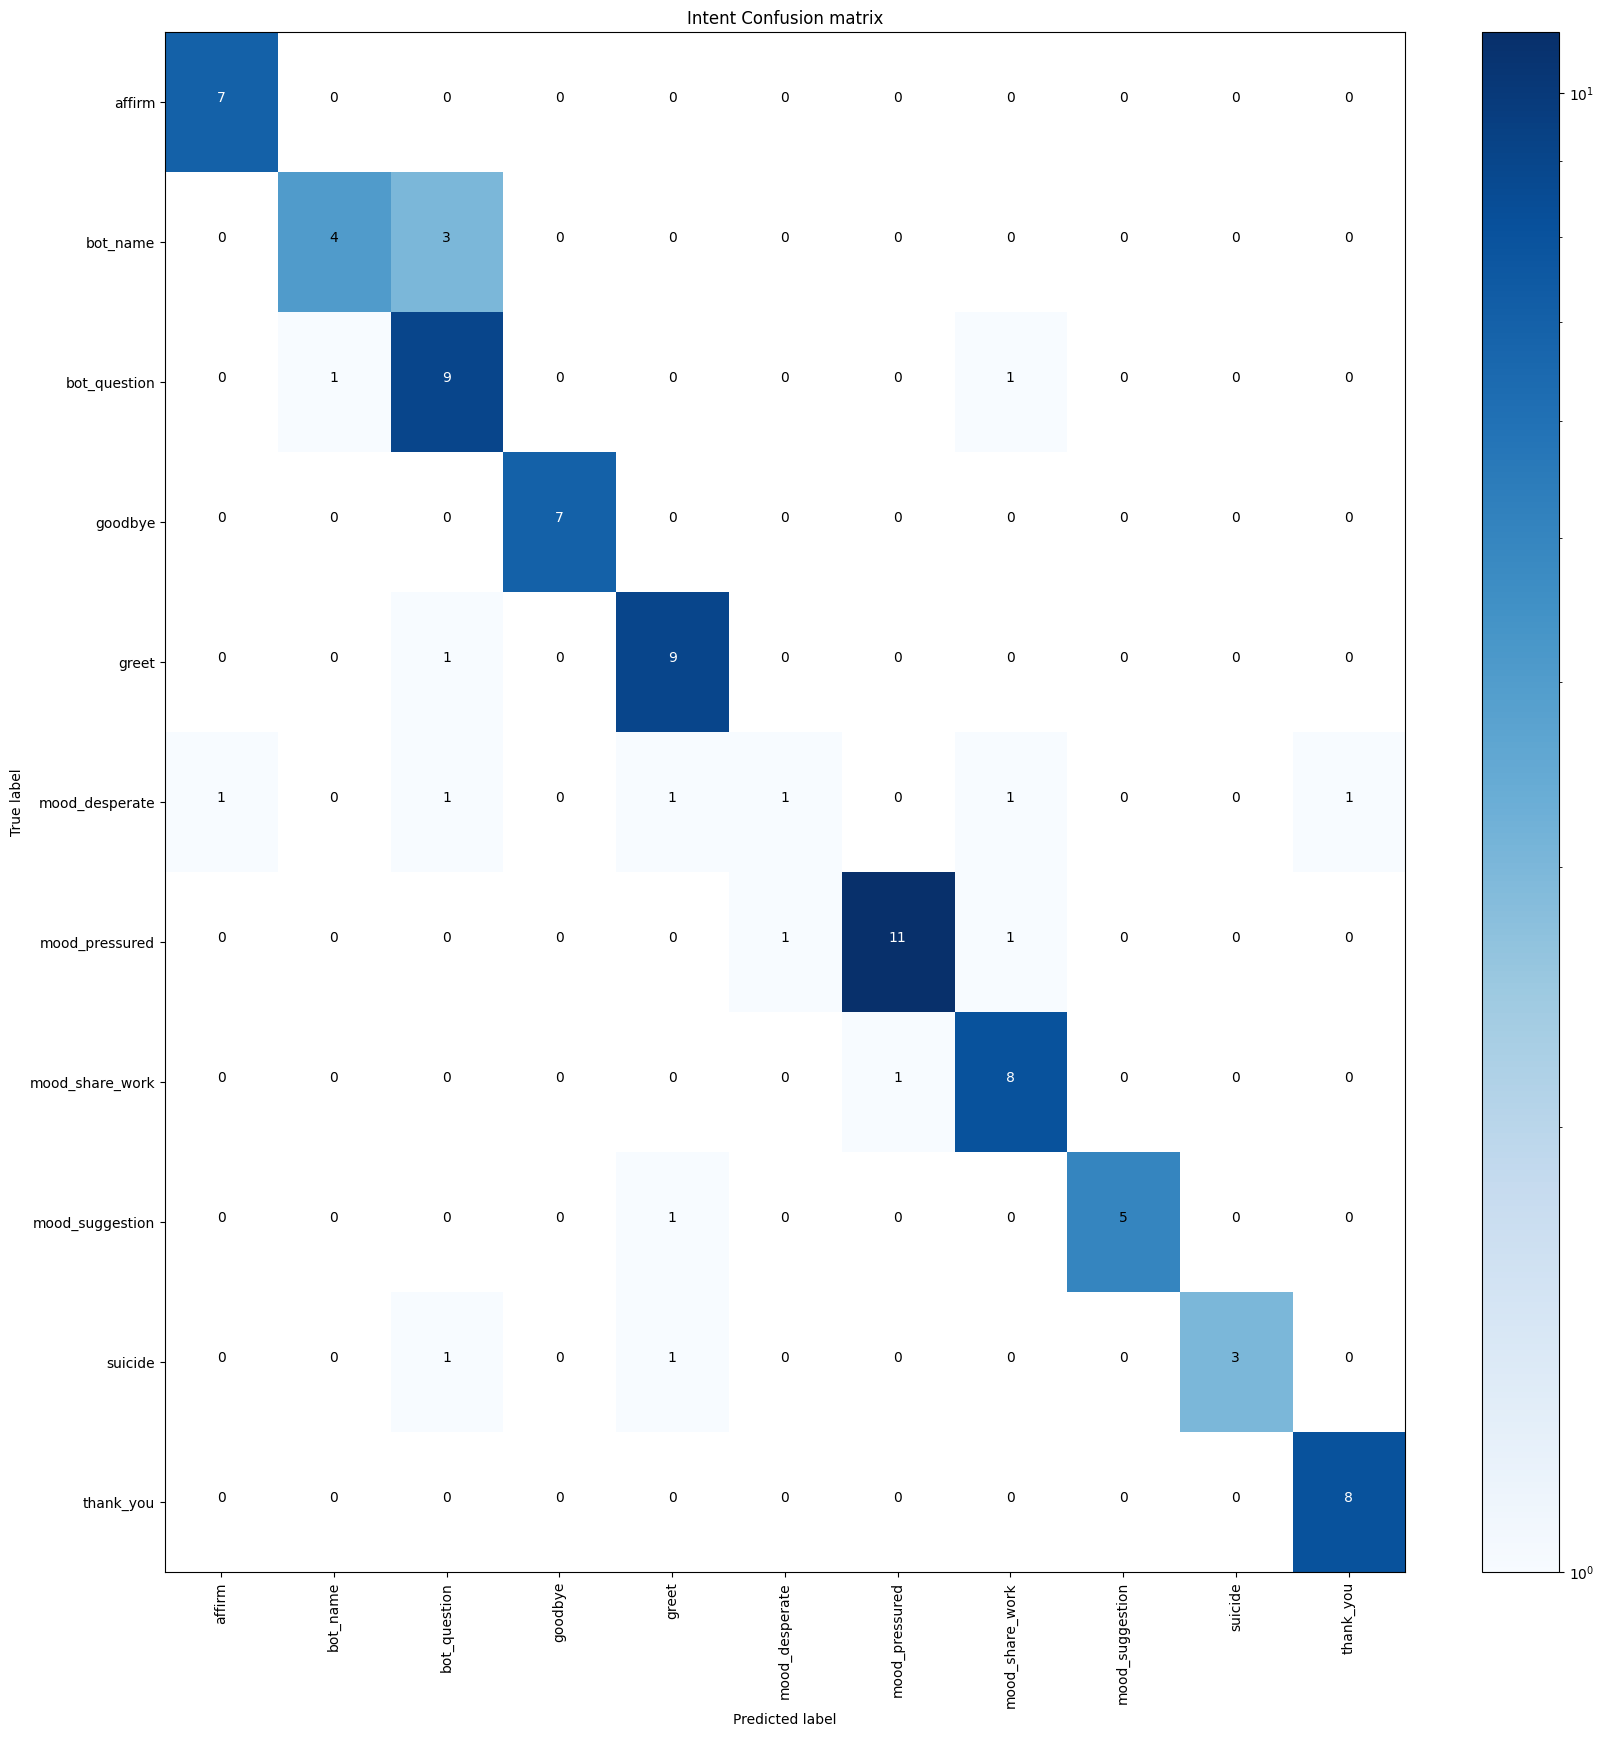 Intent Confusion matrix
affirm 7 0 0 0 0 0 0 0 0 0 0
bot_name 0 4 3 0 0 0 0 0 0 0 0
bot_question 0 1 9 0 0 0 0 1 0 0 0
goodbye 0 0 0 7 0 0 0 0 0 0 0
greet 0 0 1 0 9 0 0 0 0 0 0
mood_desperate 1 0 1 0 1 1 0 1 0 0 1
mood_pressured 0 0 0 0 0 1 11 1 0 0 0
mood_share_work 0 0 0 0 0 0 1 8 0 0 0
mood_suggestion 0 0 0 0 1 0 0 0 5 0 0
suicide 0 0 1 0 1 0 0 0 0 3 0
thank_you 0 0 0 0 0 0 0 0 0 0 8
True label
affirm
bot_name
bot_question
goodbye
greet
mood_desperate
mood_pressured
mood_share_work
mood_suggestion
suicide
thank_you
Predicted label
10¹
10⁰